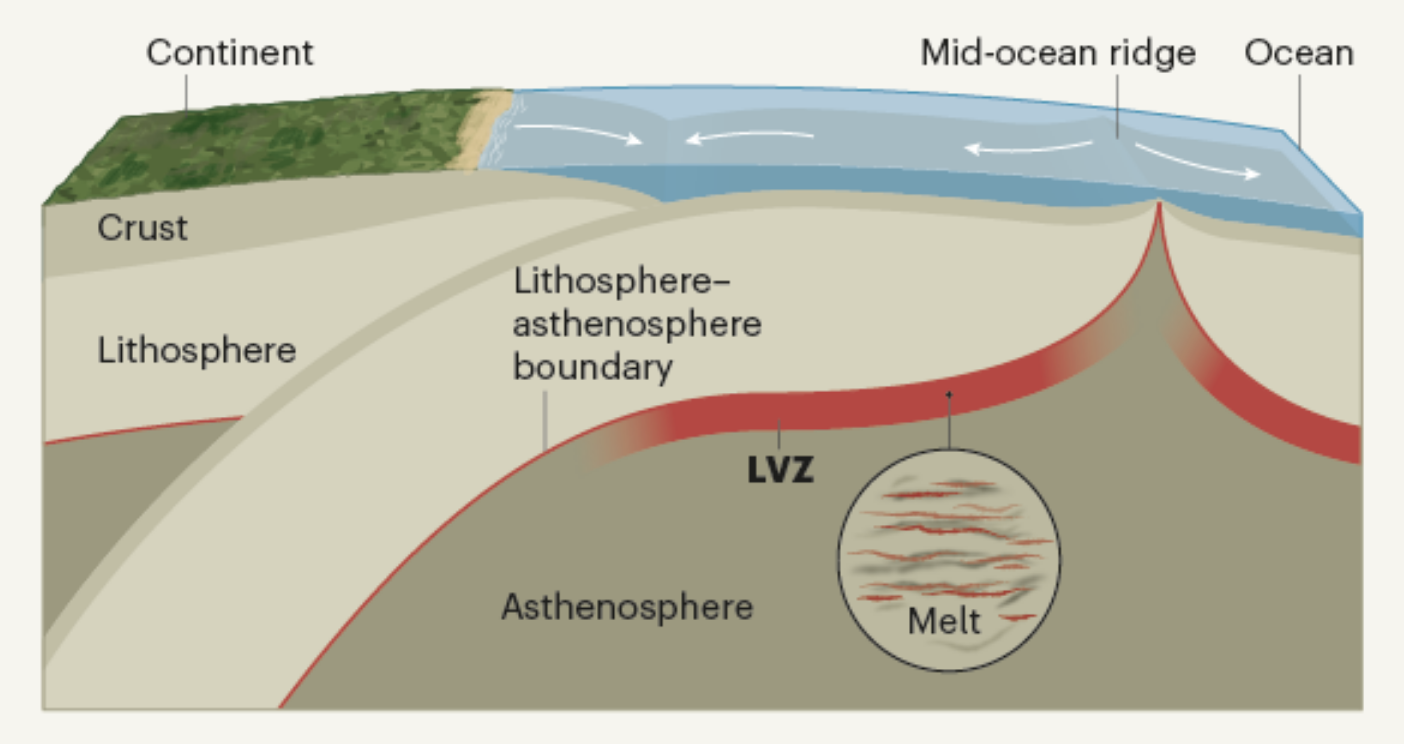 Continent
Mid-ocean ridge
Ocean
Crust
Lithosphere–
asthenosphere
boundary
Lithosphere
LVZ
Asthenosphere
Melt